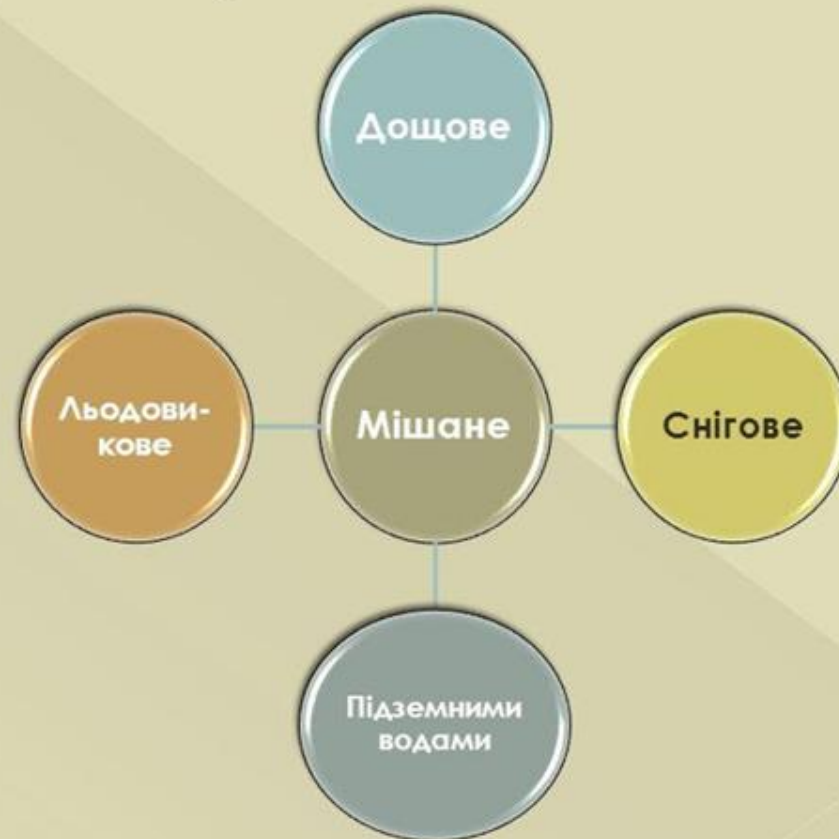 Дощове
Льодови-
кове
Мішане
Снігове
Підземними
водами